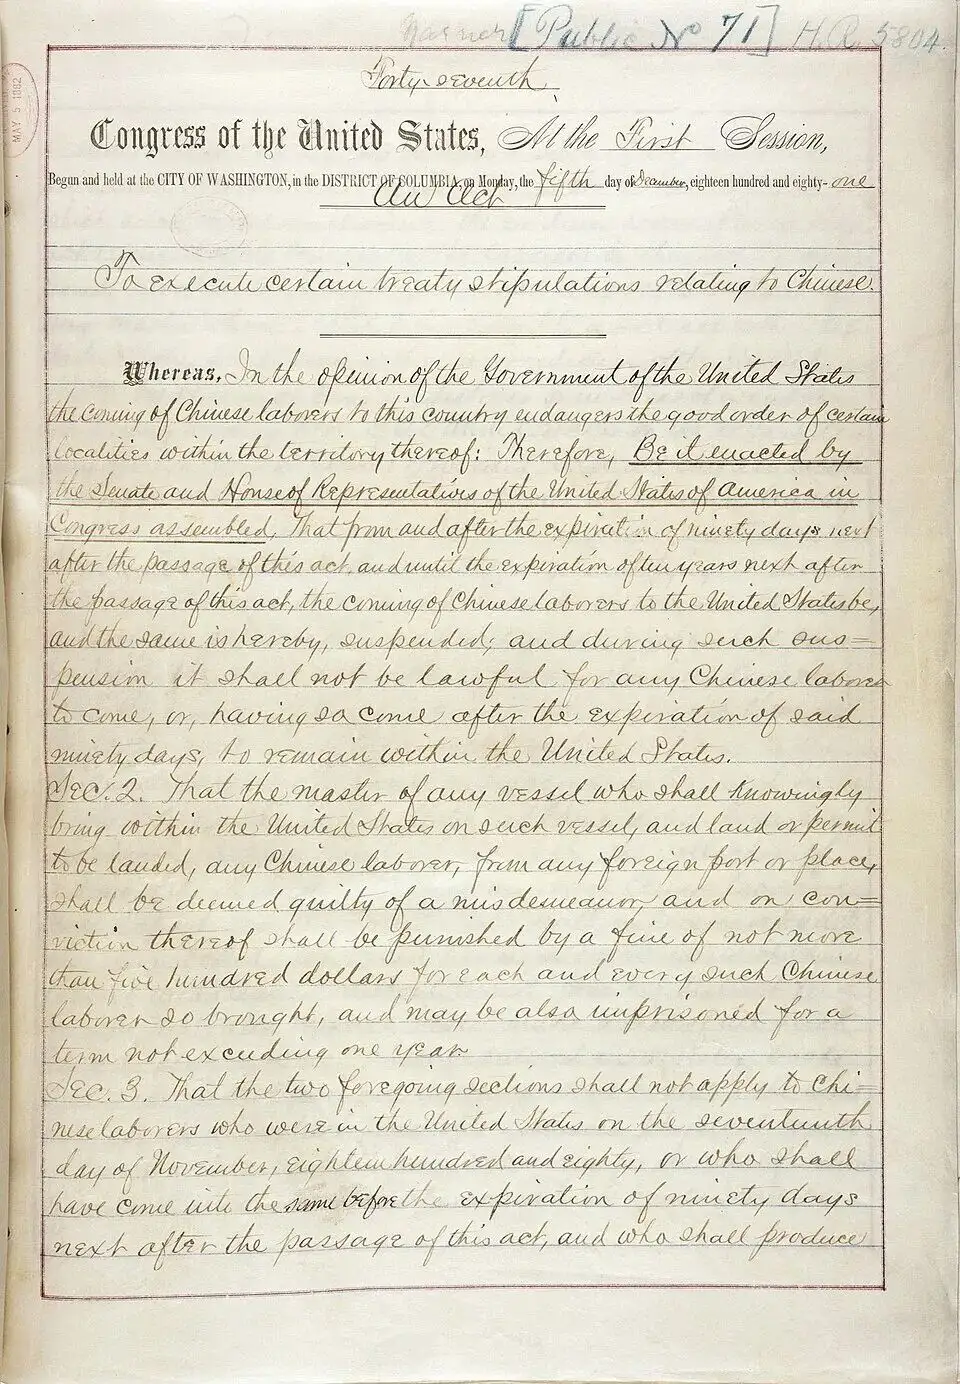 [Public No 71] H.R. 5804.
MAY 5 1882
Forty-seventh
Congress of the United States, At the First Session,
Begun and held at the CITY OF WASHINGTON, in the DISTRICT OF COLUMBIA, on Monday, the fifth day of December, eighteen hundred and eighty-one
An Act
To execute certain treaty stipulations relating to Chinese.
Whereas, In the opinion of the Government of the United States
the coming of Chinese laborers to this country endangers the good order of certain
localities within the territory thereof: Therefore, Be it enacted by
the Senate and House of Representatives of the United States of America in
Congress assembled, That from and after the expiration of ninety days next
after the passage of this act, and until the expiration of ten years next after
the passage of this act, the coming of Chinese laborers to the United States be,
and the same is hereby, suspended; and during such sus=
pension it shall not be lawful for any Chinese laborer
to come, or, having so come after the expiration of said
ninety days, to remain within the United States.
SEC. 2. That the master of any vessel who shall knowingly
bring within the United States on such vessel, and land or permit
to be landed, any Chinese laborer, from any foreign port or place,
shall be deemed guilty of a misdemeanor, and on con=
viction thereof shall be punished by a fine of not more
than five hundred dollars for each and every such Chinese
laborer so brought, and may be also imprisoned for a
term not exceeding one year.
SEC. 3. That the two foregoing sections shall not apply to Chi=
nese laborers who were in the United States on the seventeenth
day of November, eighteen hundred and eighty, or who shall
have come into the same before the expiration of ninety days
next after the passage of this act, and who shall produce